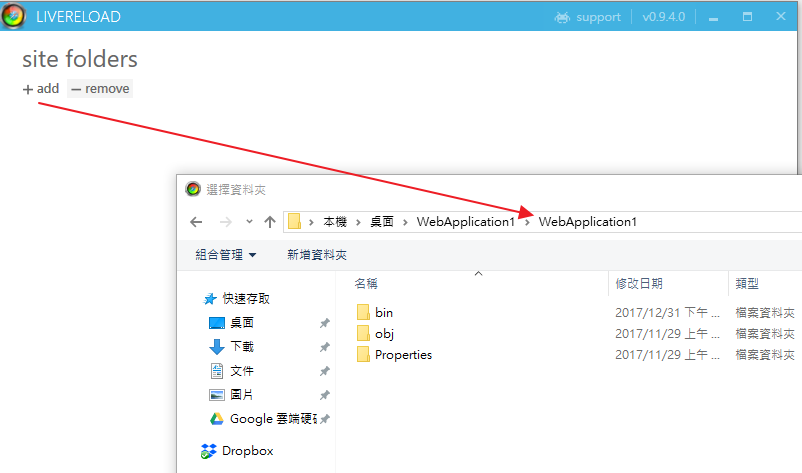 LIVERELOAD support v0.9.4.0
site folders
+ add − remove
選擇資料夾
本機 桌面 WebApplication1 WebApplication1
組合管理 新增資料夾
名稱 修改日期 類型
快速存取
桌面
下載
文件
圖片
Google 雲端硬碟
Dropbox
bin 2017/12/31 下午 ... 檔案資料夾
obj 2017/11/29 上午 ... 檔案資料夾
Properties 2017/11/29 上午 ... 檔案資料夾